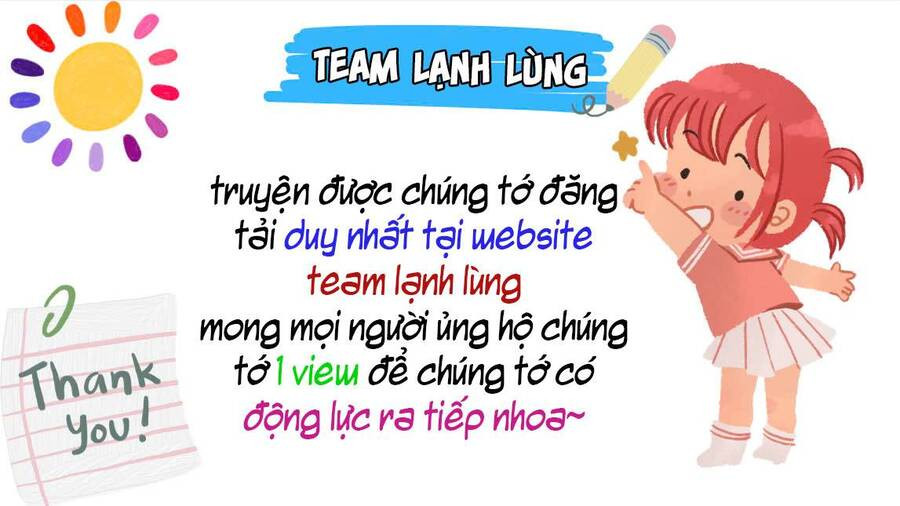 TEAM LẠNH LÙNG
truyện được chúng tớ đăng
tải duy nhất tại website
team lạnh lùng
mong mọi người ủng hộ chúng
tớ 1 view để chúng tớ có
động lực ra tiếp nhoa~
Thank
you!